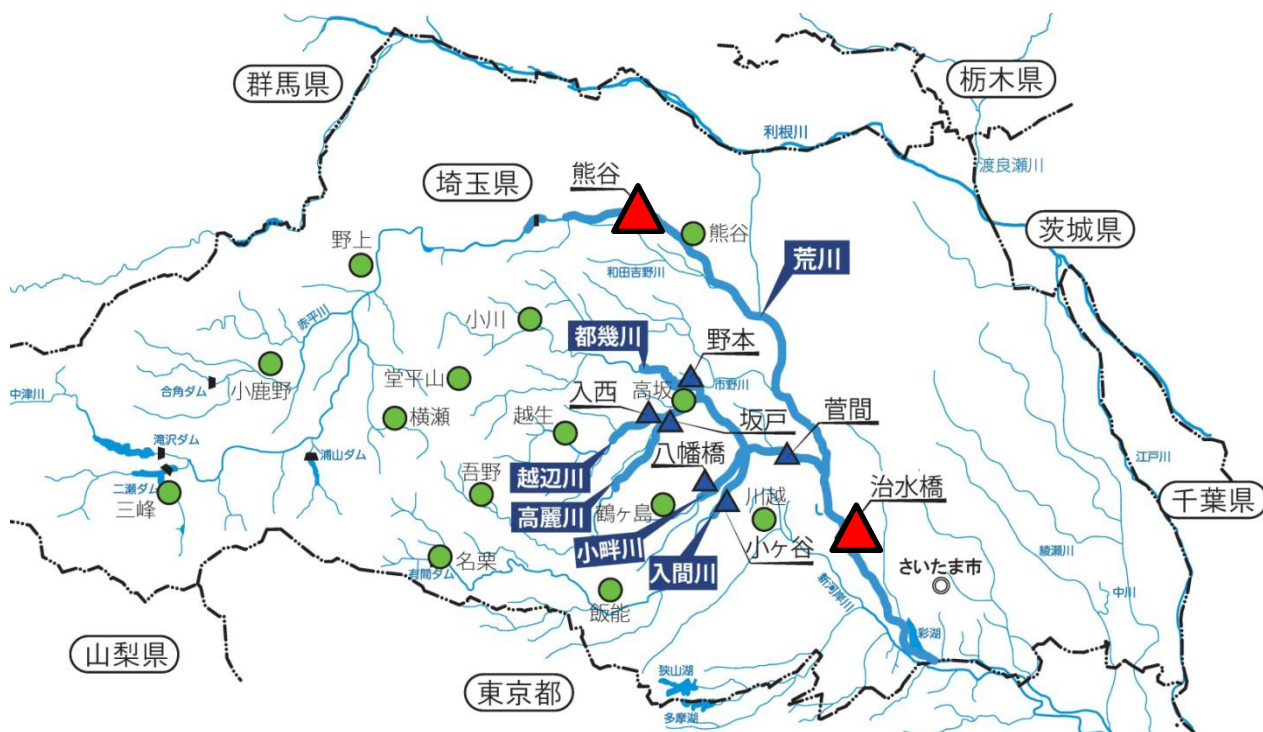 群馬県
栃木県
利根川
渡良瀬川
埼玉県
熊谷
茨城県
野上
熊谷
荒川
和田吉野川
赤平川
小川
都幾川
野本
市野川
江戸川
中津川
合角ダム
小鹿野
堂平山
高坂
入西
横瀬
越生
坂戸
菅間
滝沢ダム
浦山ダム
八幡橋
越辺川
吾野
二瀬ダム
三峰
高麗川
鶴ヶ島
川越
治水橋
千葉県
小畔川
小ヶ谷
綾瀬川
名栗
有間ダム
入間川
さいたま市
新河岸川
中川
飯能
彩湖
山梨県
東京都
狭山湖
多摩湖